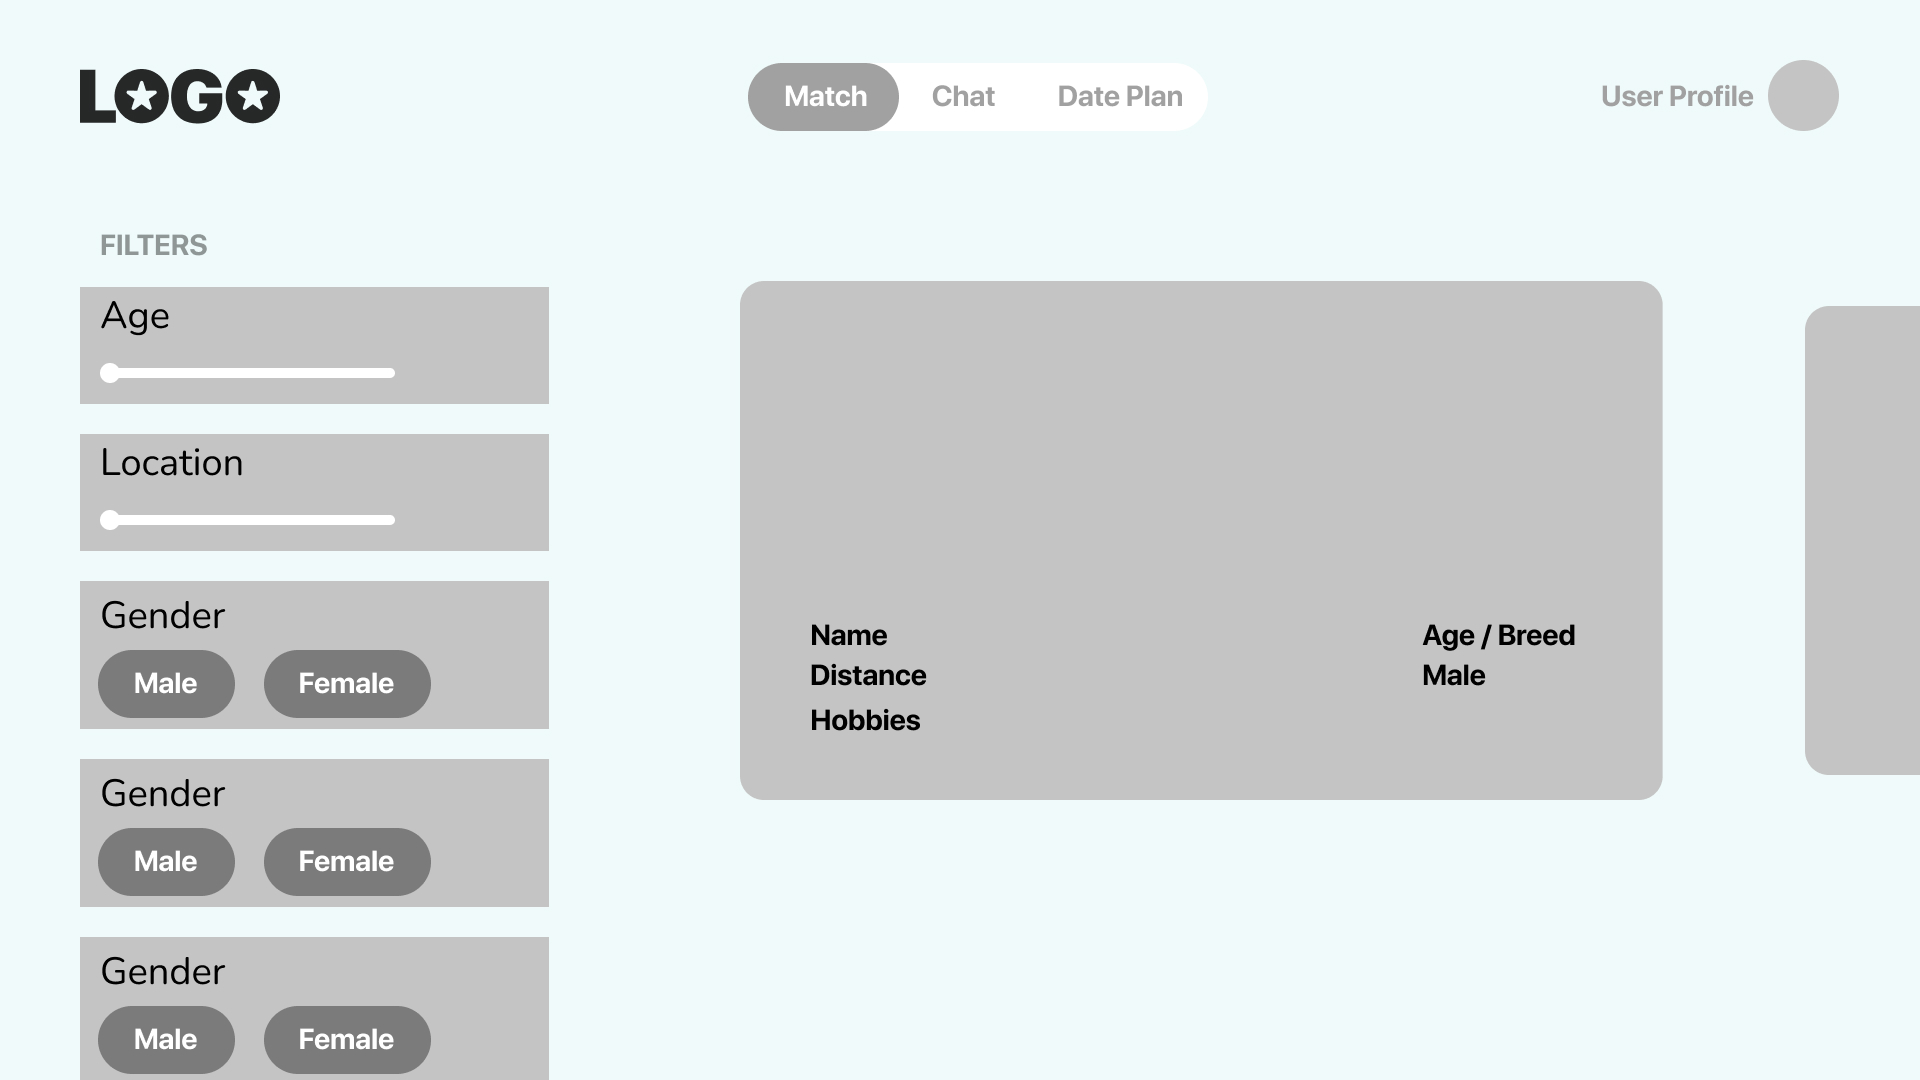 LOGO
Match
Chat
Date Plan
User Profile
FILTERS
Age
Location
Gender
Male
Female
Gender
Male
Female
Gender
Male
Female
Name
Age / Breed
Distance
Male
Hobbies